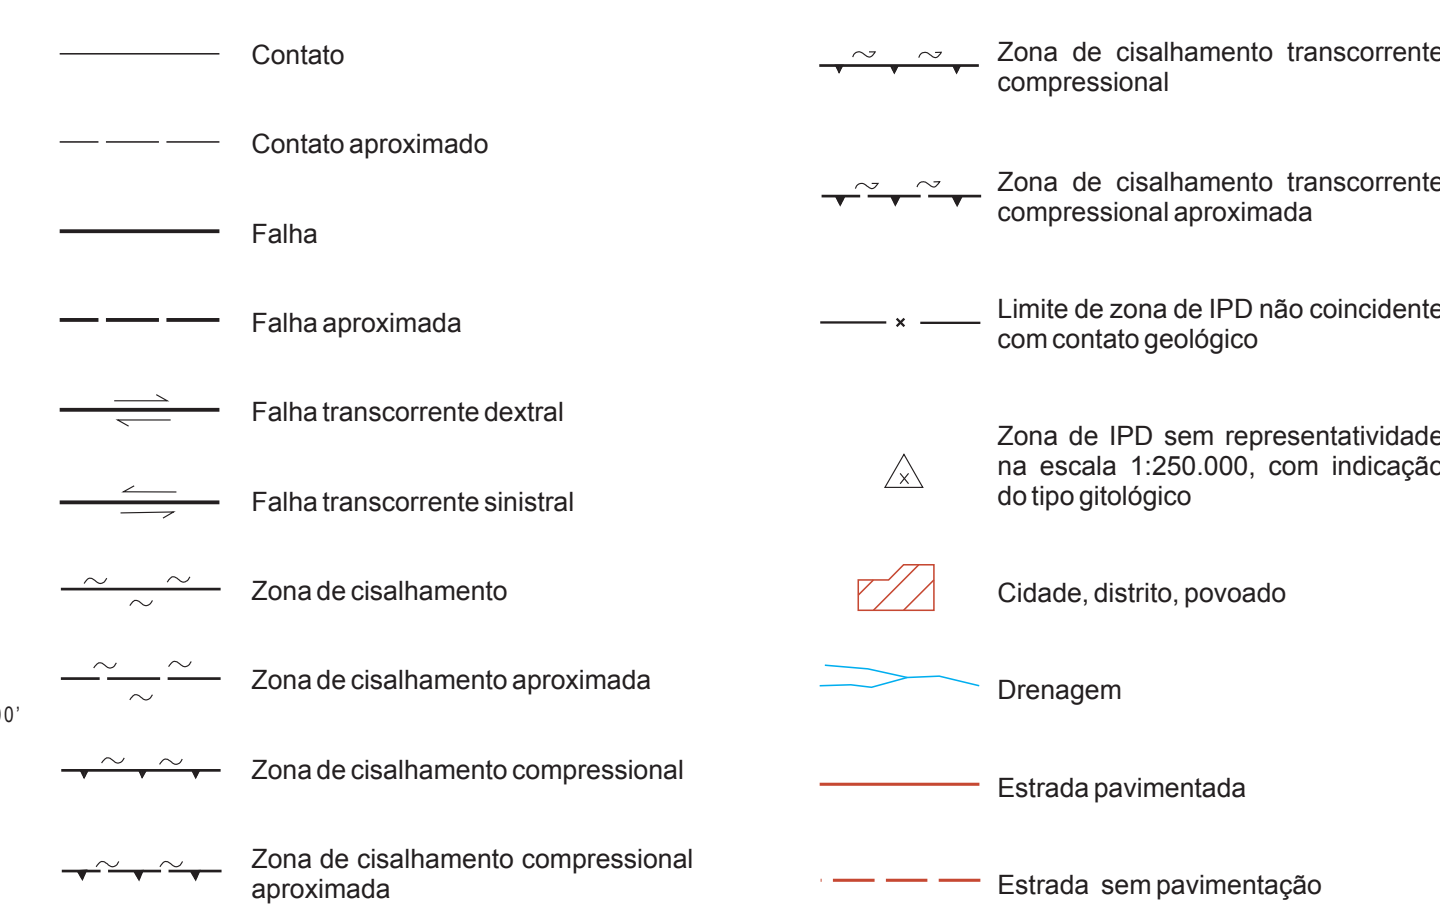 Contato
Contato aproximado
Falha
Falha aproximada
Falha transcorrente dextral
Falha transcorrente sinistral
Zona de cisalhamento
Zona de cisalhamento aproximada
00’
Zona de cisalhamento compressional
Zona de cisalhamento compressional
aproximada
Zona de cisalhamento transcorrente
compressional
Zona de cisalhamento transcorrente
compressional aproximada
Limite de zona de IPD não coincidente
com contato geológico
Zona de IPD sem representatividade
na escala 1:250.000, com indicação
do tipo gitológico
x
Cidade, distrito, povoado
Drenagem
Estrada pavimentada
Estrada sem pavimentação